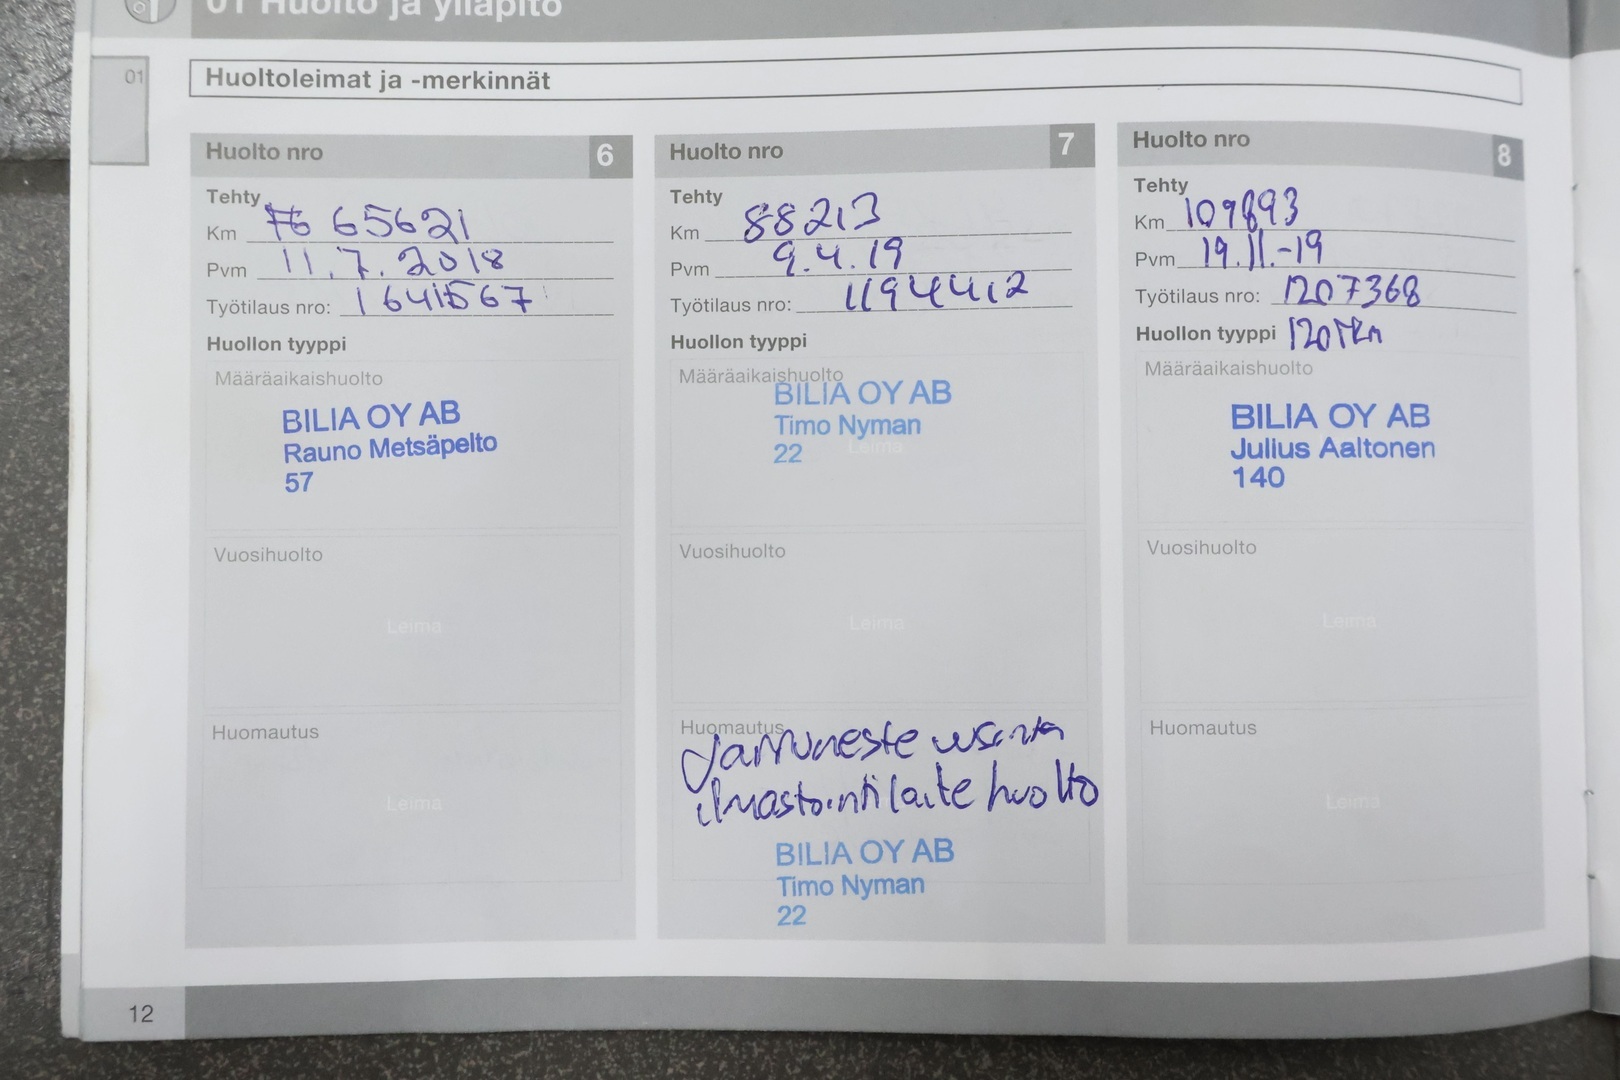 01 Huolto ja ylläpito
01
Huoltoleimat ja -merkinnät
Huolto nro 6
Tehty
Km 65621
Pvm 11.7.2018
Työtilaus nro: 1641567
Huollon tyyppi
Määräaikaishuolto
BILIA OY AB
Rauno Metsäpelto
57
Vuosihuolto
Leima
Huomautus
Leima
Huolto nro 7
Tehty
Km 88213
Pvm 9.4.19
Työtilaus nro: 1194412
Huollon tyyppi
Määräaikaishuolto
BILIA OY AB
Timo Nyman
22 Leima
Vuosihuolto
Leima
Huomautus
Jarruneste vaihto
ilmastointilaite huolto
BILIA OY AB
Timo Nyman
22
Huolto nro 8
Tehty
Km 109893
Pvm 19.11.-19
Työtilaus nro: 1207368
Huollon tyyppi 120Tkm
Määräaikaishuolto
BILIA OY AB
Julius Aaltonen
140
Vuosihuolto
Leima
Huomautus
Leima
12